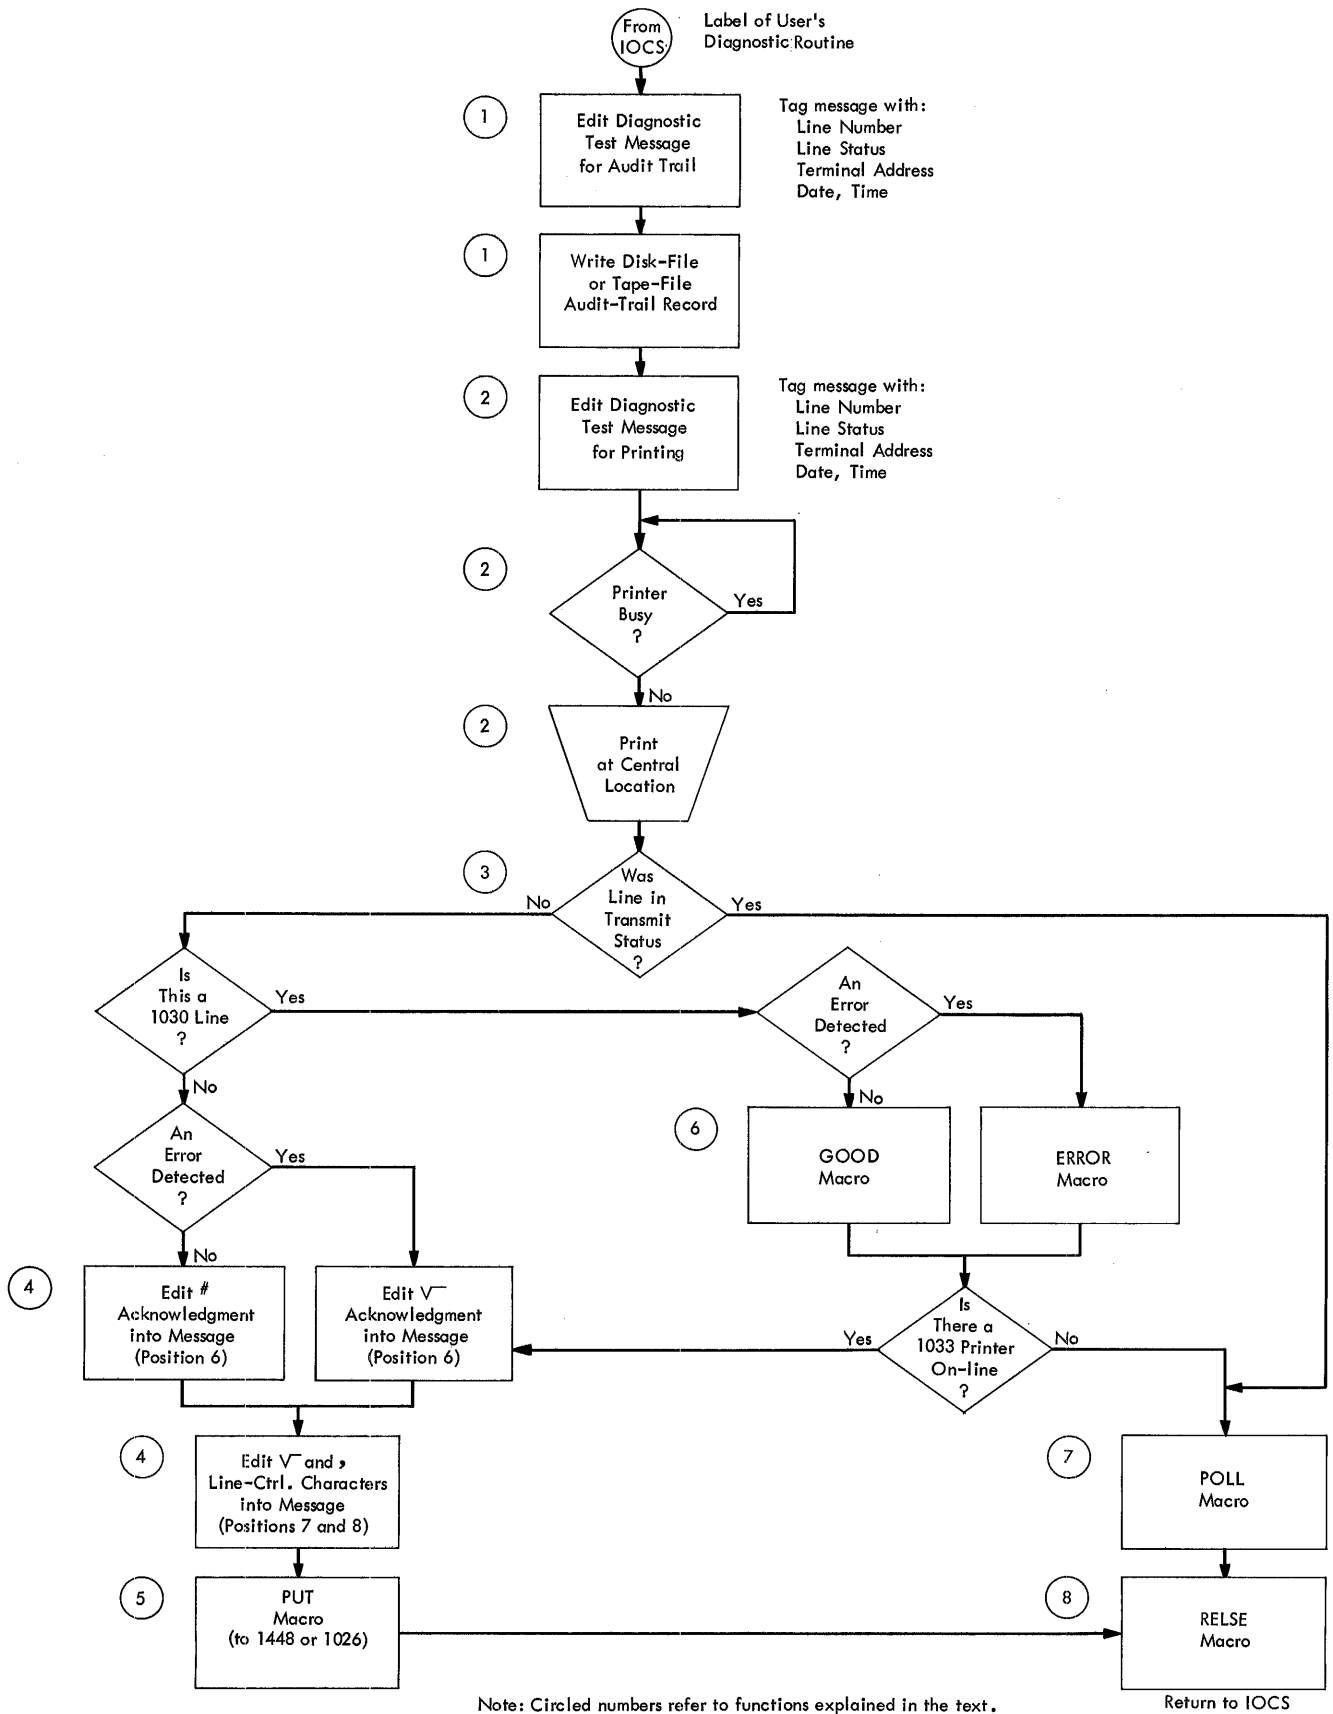 From
IOCS
Label of User's
Diagnostic Routine
1
Edit Diagnostic
Test Message
for Audit Trail
Tag message with:
Line Number
Line Status
Terminal Address
Date, Time
1
Write Disk-File
or Tape-File
Audit-Trail Record
2
Edit Diagnostic
Test Message
for Printing
Tag message with:
Line Number
Line Status
Terminal Address
Date, Time
2
Printer
Busy
?
Yes
No
2
Print
at Central
Location
3
Was
Line in
Transmit
Status
?
No
Yes
Is
This a
1030 Line
?
Yes
No
An
Error
Detected
?
Yes
No
An
Error
Detected
?
Yes
No
6
GOOD
Macro
ERROR
Macro
4
Edit #
Acknowledgment
into Message
(Position 6)
Edit √
Acknowledgment
into Message
(Position 6)
Is
There a
1033 Printer
On-line
?
Yes
No
4
Edit √ and ,
Line-Ctrl. Characters
into Message
(Positions 7 and 8)
7
POLL
Macro
5
PUT
Macro
(to 1448 or 1026)
8
RELSE
Macro
Note: Circled numbers refer to functions explained in the text.
Return to IOCS